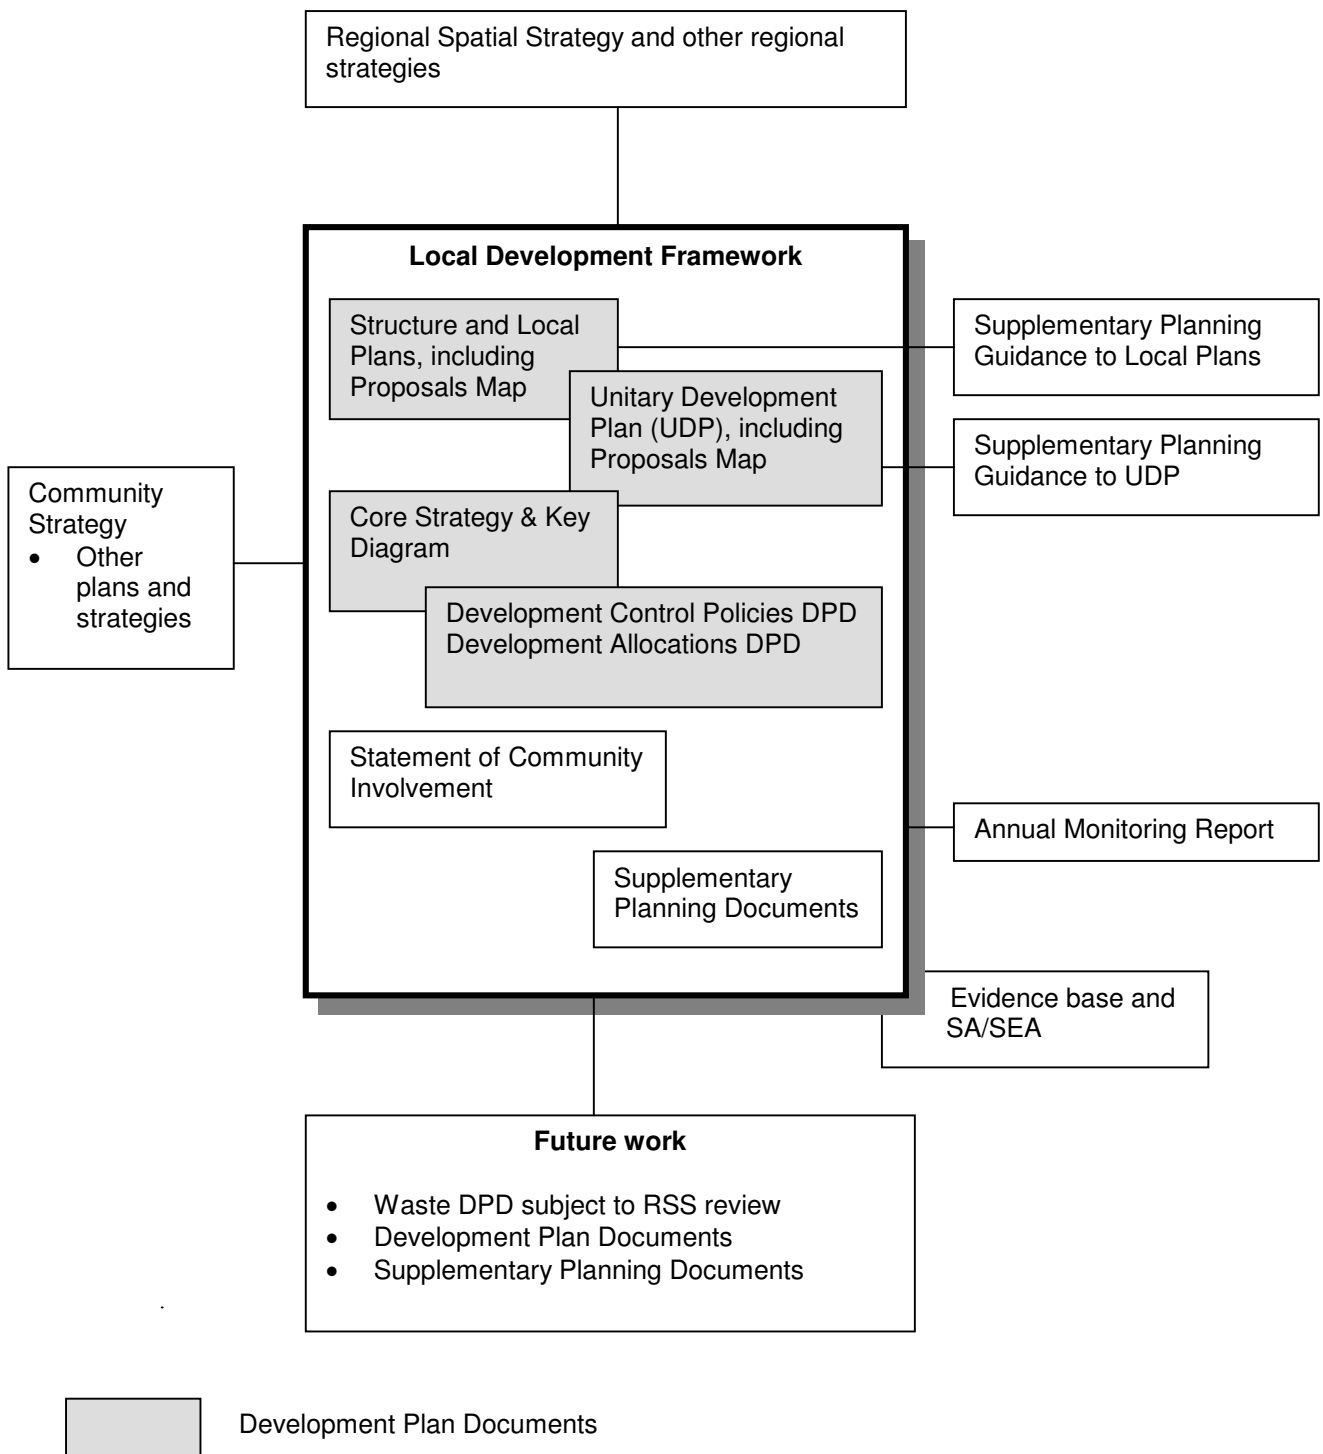 Regional Spatial Strategy and other regional
strategies
Local Development Framework
Structure and Local
Plans, including
Proposals Map
Supplementary Planning
Guidance to Local Plans
Unitary Development
Plan (UDP), including
Proposals Map
Supplementary Planning
Guidance to UDP
Community
Strategy
• Other
plans and
strategies
Core Strategy & Key
Diagram
Development Control Policies DPD
Development Allocations DPD
Statement of Community
Involvement
Annual Monitoring Report
Supplementary
Planning Documents
Evidence base and
SA/SEA
Future work
• Waste DPD subject to RSS review
• Development Plan Documents
• Supplementary Planning Documents
Development Plan Documents